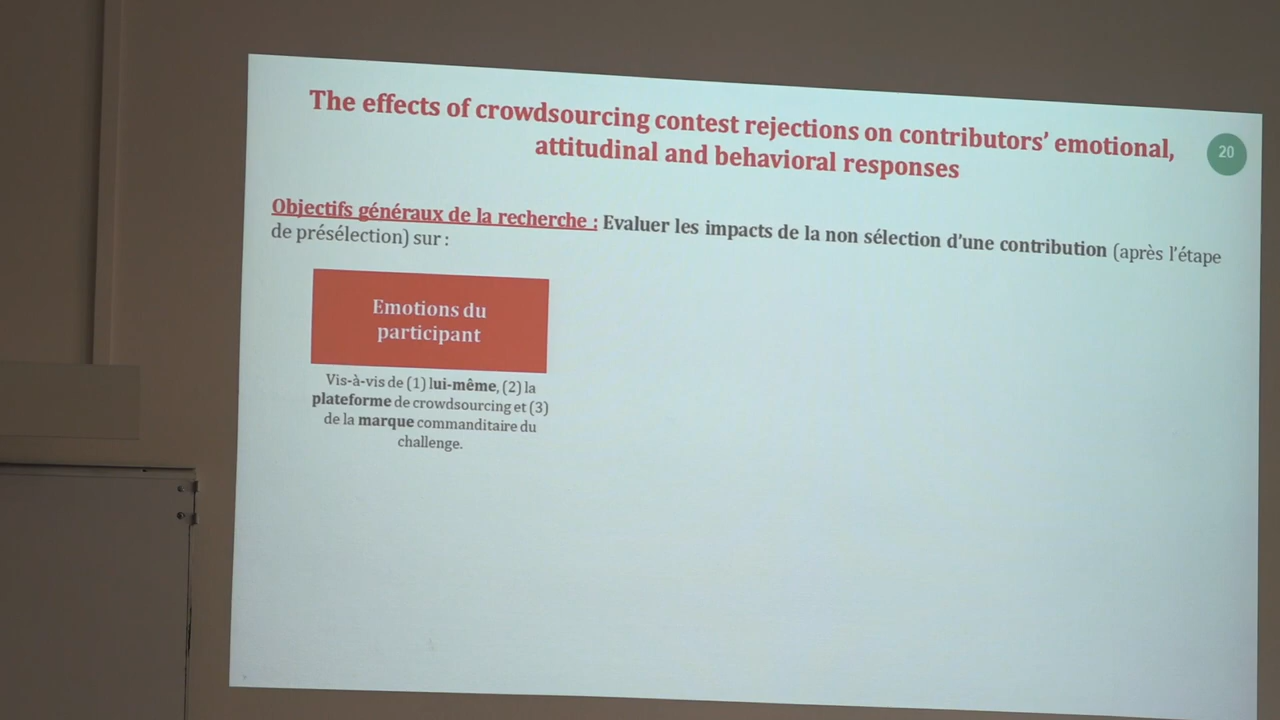 The effects of crowdsourcing contest rejections on contributors’ emotional,
attitudinal and behavioral responses
20
Objectifs généraux de la recherche : Evaluer les impacts de la non sélection d’une contribution (après l’étape
de présélection) sur :
Emotions du
participant
Vis-à-vis de (1) lui-même, (2) la
plateforme de crowdsourcing et (3)
de la marque commanditaire du
challenge.